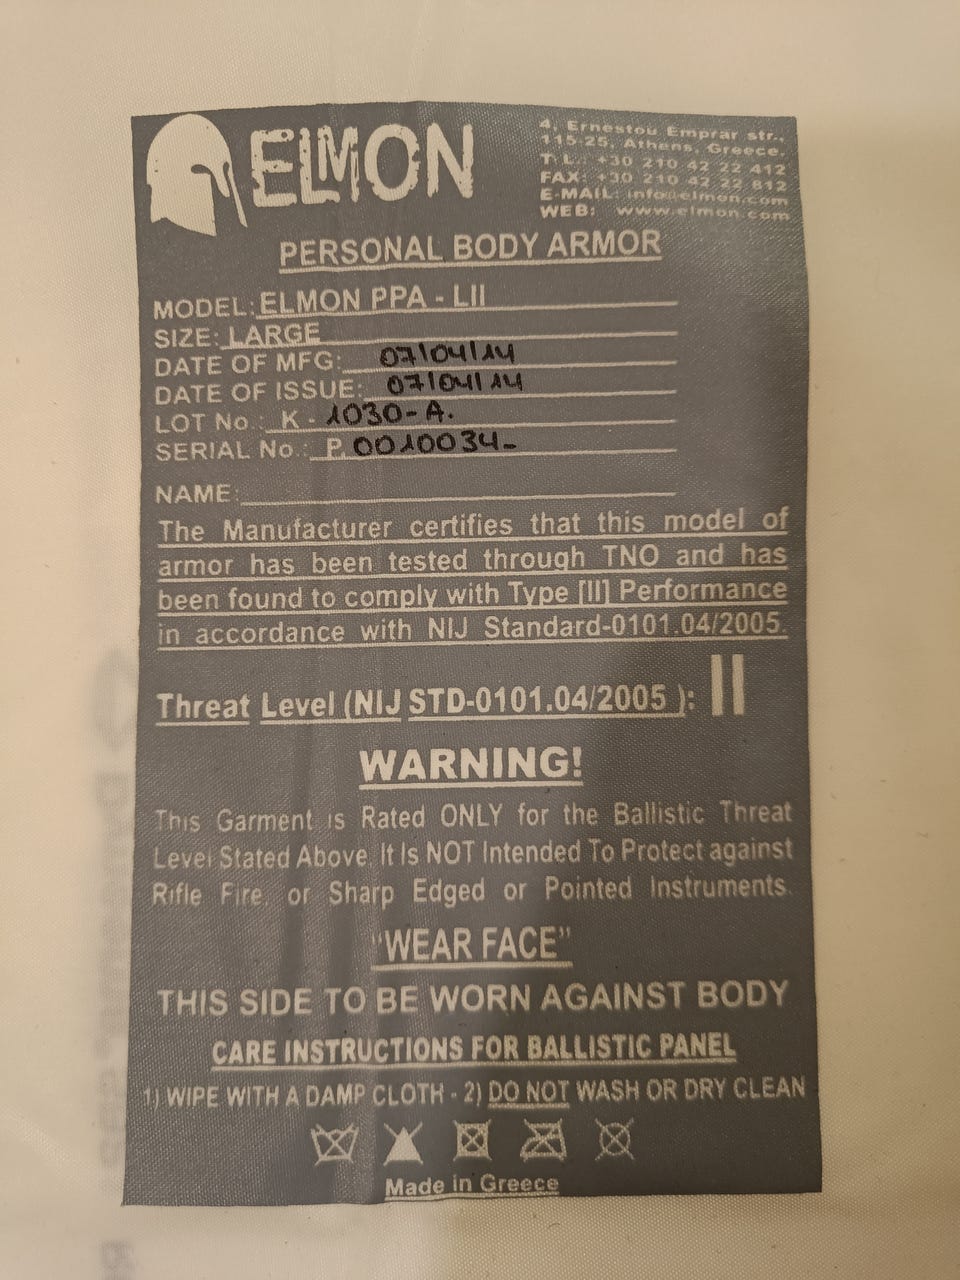 ELMON
4, Ernestou Emprar str.,
115-25, Athens, Greece.
T L.: +30 210 42 22 412
FAX: +30 210 42 22 812
E-MAIL: info@elmon.com
WEB: www.elmon.com
PERSONAL BODY ARMOR
MODEL: ELMON PPA - LII
SIZE: LARGE
DATE OF MFG: 07/04/14
DATE OF ISSUE: 07/04/14
LOT No.: K - 1030-A.
SERIAL No.: P. 0010034-
NAME:
The Manufacturer certifies that this model of
armor has been tested through TNO and has
been found to comply with Type [II] Performance
in accordance with NIJ Standard-0101.04/2005.
Threat Level (NIJ STD-0101.04/2005 ): II
WARNING!
This Garment is Rated ONLY for the Ballistic Threat
Level Stated Above. It Is NOT Intended To Protect against
Rifle Fire, or Sharp Edged or Pointed Instruments.
"WEAR FACE"
THIS SIDE TO BE WORN AGAINST BODY
CARE INSTRUCTIONS FOR BALLISTIC PANEL
1) WIPE WITH A DAMP CLOTH - 2) DO NOT WASH OR DRY CLEAN
Made in Greece